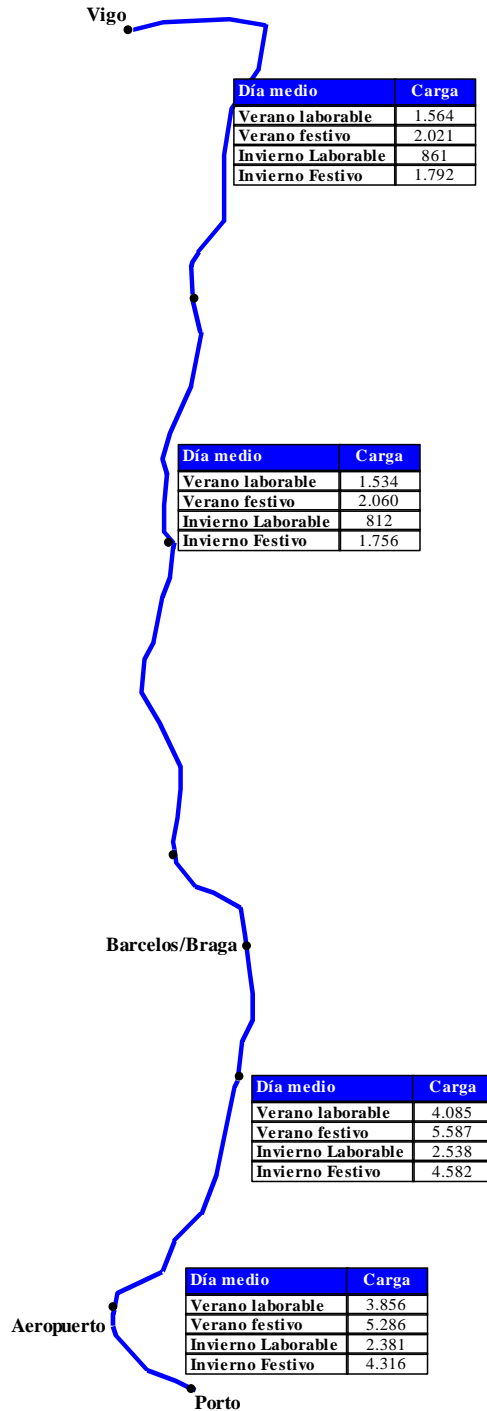 Vigo
Día medio Carga
Verano laborable 1.564
Verano festivo 2.021
Invierno Laborable 861
Invierno Festivo 1.792
Día medio Carga
Verano laborable 1.534
Verano festivo 2.060
Invierno Laborable 812
Invierno Festivo 1.756
Barcelos/Braga
Día medio Carga
Verano laborable 4.085
Verano festivo 5.587
Invierno Laborable 2.538
Invierno Festivo 4.582
Día medio Carga
Verano laborable 3.856
Verano festivo 5.286
Invierno Laborable 2.381
Invierno Festivo 4.316
Aeropuerto
Porto